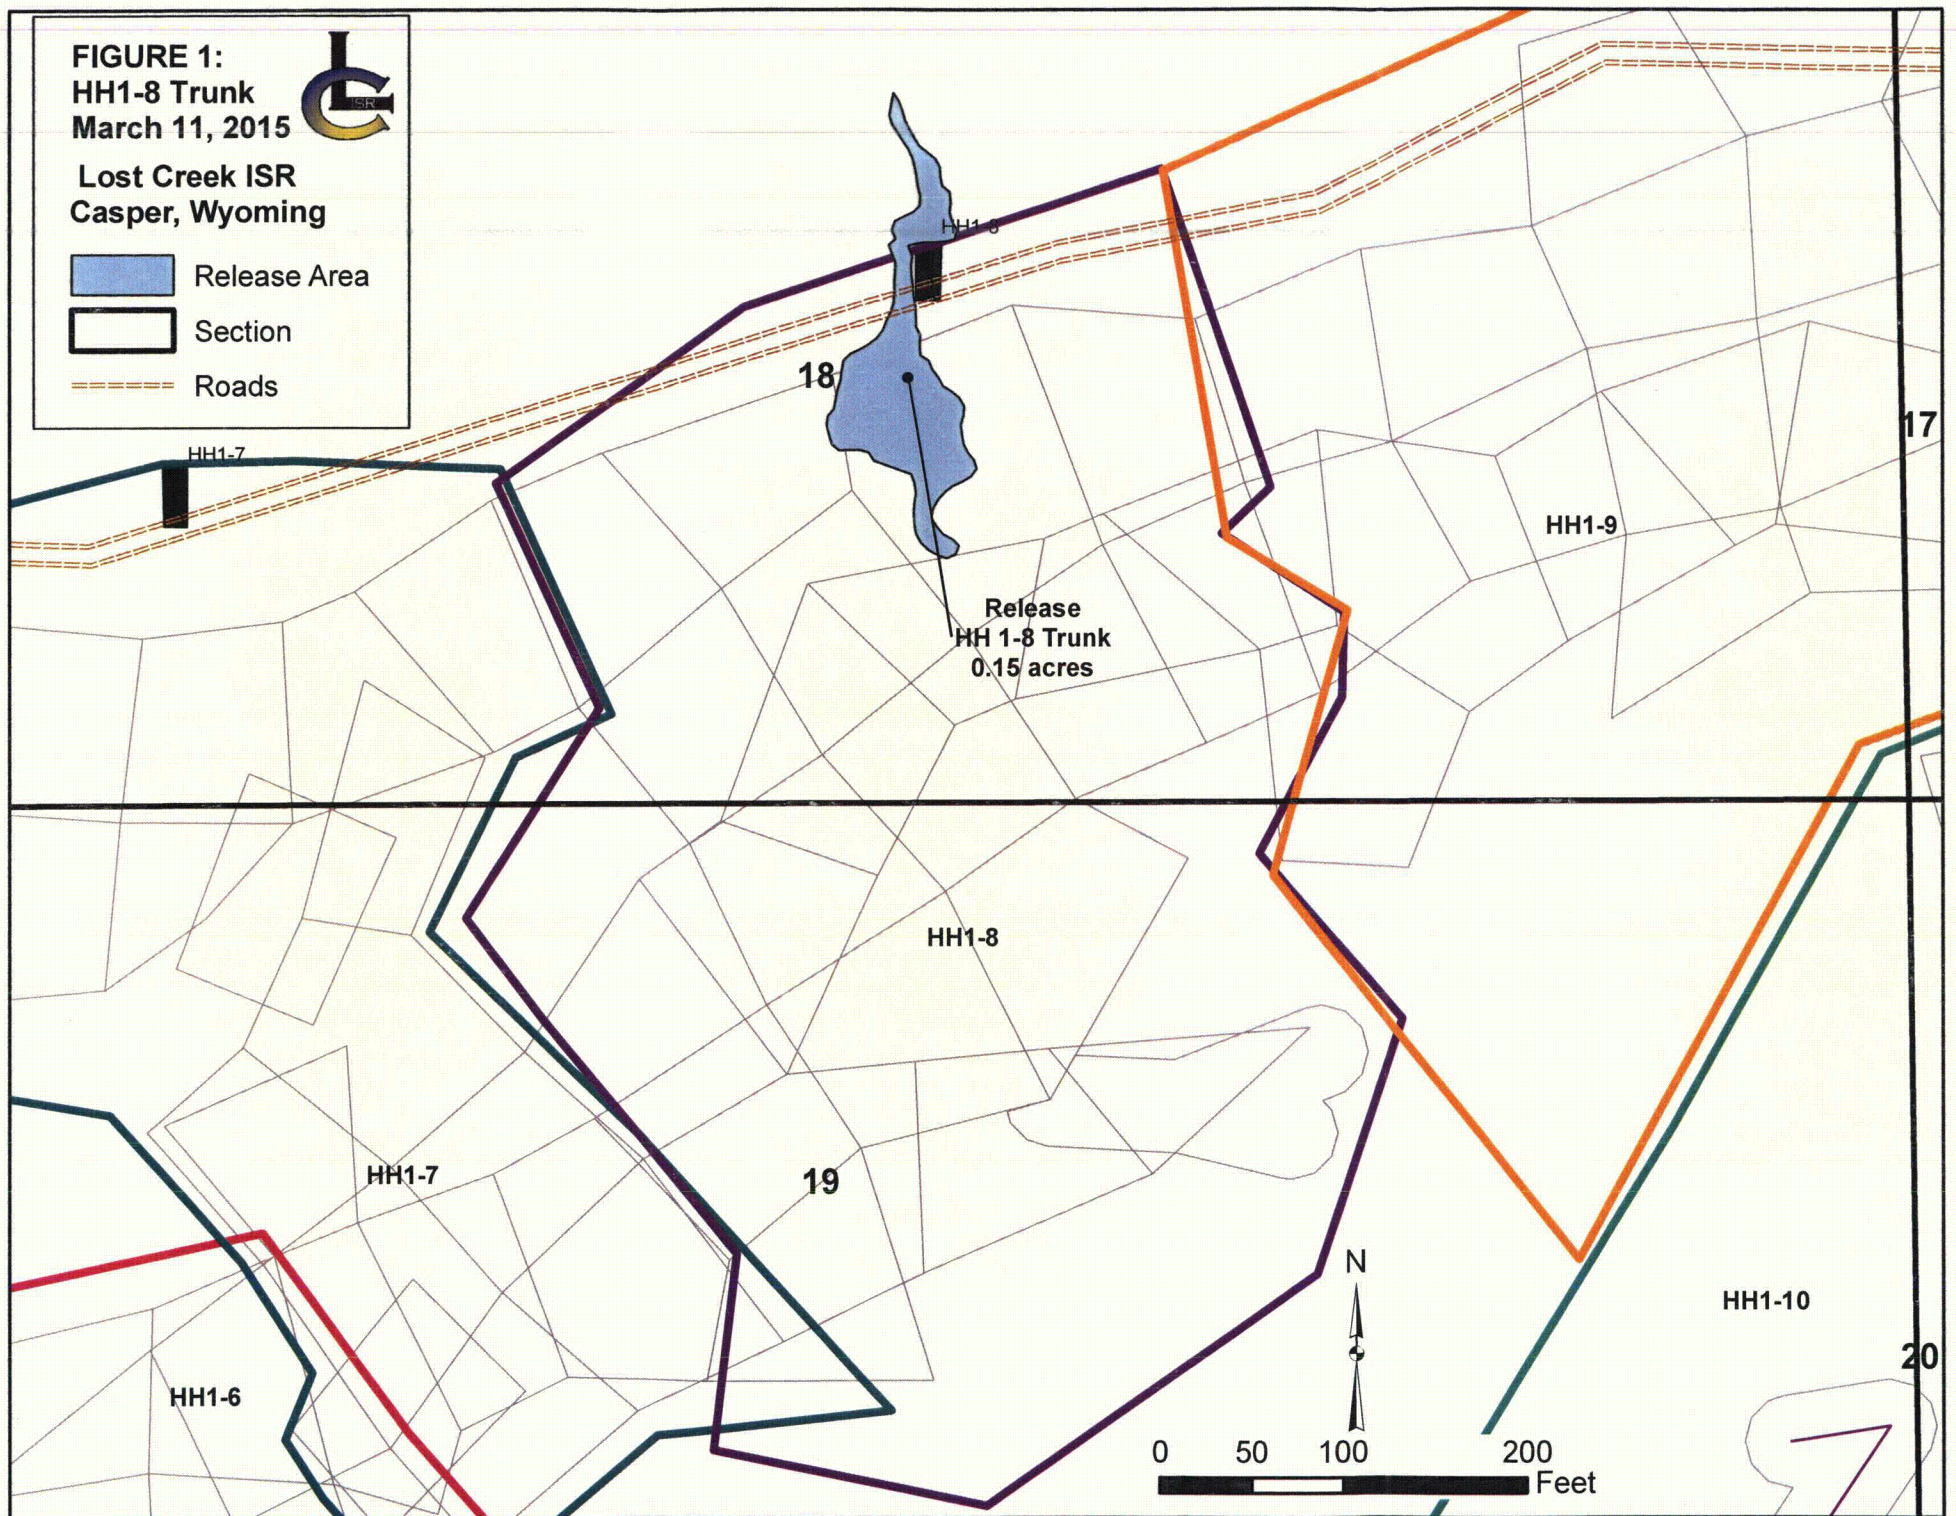 FIGURE 1:
HH1-8 Trunk
March 11, 2015
LC ISR
Lost Creek ISR
Casper, Wyoming
Release Area
Section
Roads
HH1-8
18
17
HH1-7
HH1-9
Release
HH 1-8 Trunk
0.15 acres
HH1-8
HH1-7
19
N
HH1-10
20
HH1-6
0 50 100 200
Feet